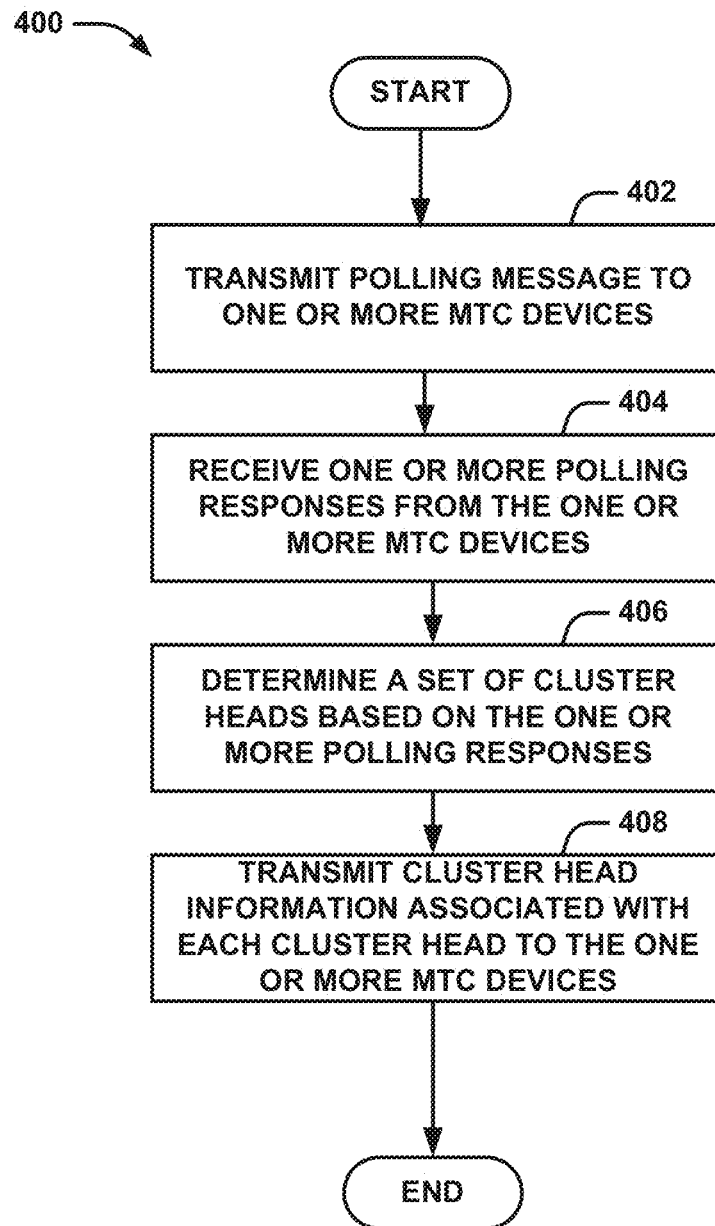 400
START
402
TRANSMIT POLLING MESSAGE TO
ONE OR MORE MTC DEVICES
404
RECEIVE ONE OR MORE POLLING
RESPONSES FROM THE ONE OR
MORE MTC DEVICES
406
DETERMINE A SET OF CLUSTER
HEADS BASED ON THE ONE OR
MORE POLLING RESPONSES
408
TRANSMIT CLUSTER HEAD
INFORMATION ASSOCIATED WITH
EACH CLUSTER HEAD TO THE ONE
OR MORE MTC DEVICES
END